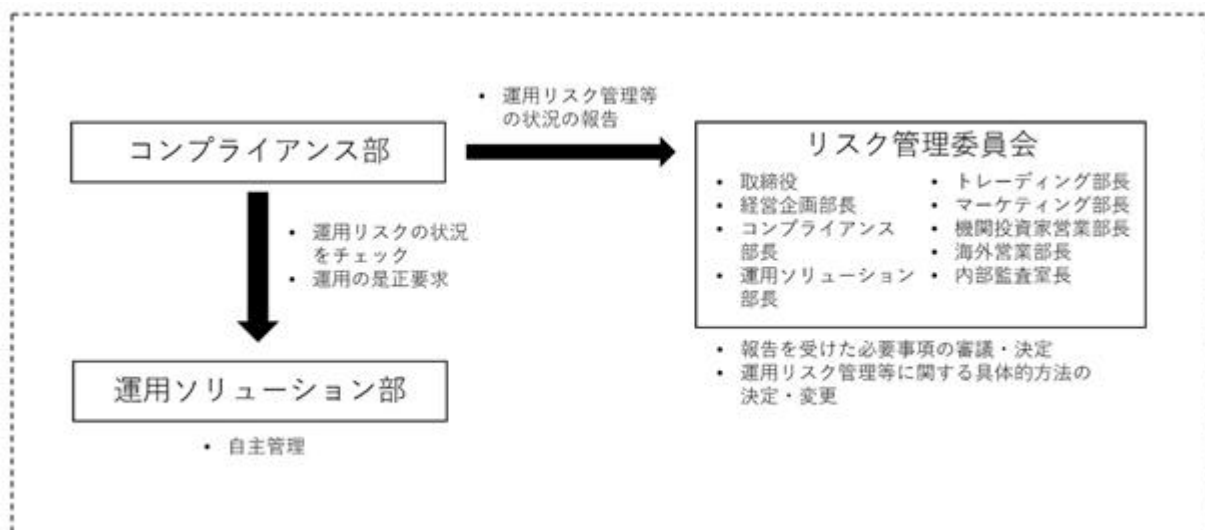 ・ 運用リスク管理等
の状況の報告
コンプライアンス部
・ 運用リスクの状況
をチェック
・ 運用の是正要求
運用ソリューション部
・ 自主管理
リスク管理委員会
・ 取締役
・ 経営企画部長
・ コンプライアンス
部長
・ 運用ソリューション
部長
・ トレーディング部長
・ マーケティング部長
・ 機関投資家営業部長
・ 海外営業部長
・ 内部監査室長
・ 報告を受けた必要事項の審議・決定
・ 運用リスク管理等に関する具体的方法の
決定・変更